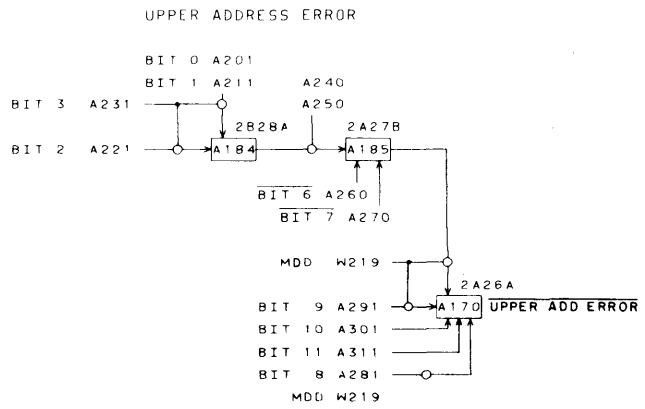 UPPER ADDRESS ERROR
BIT 0 A201
BIT 1 A211 A240
BIT 3 A231 A250
2B28A 2A27B
BIT 2 A221 A184 A185
BIT 6 A260
BIT 7 A270
MDD W219
2A26A
BIT 9 A291 A170 UPPER ADD ERROR
BIT 10 A301
BIT 11 A311
BIT 8 A281
MDD W219